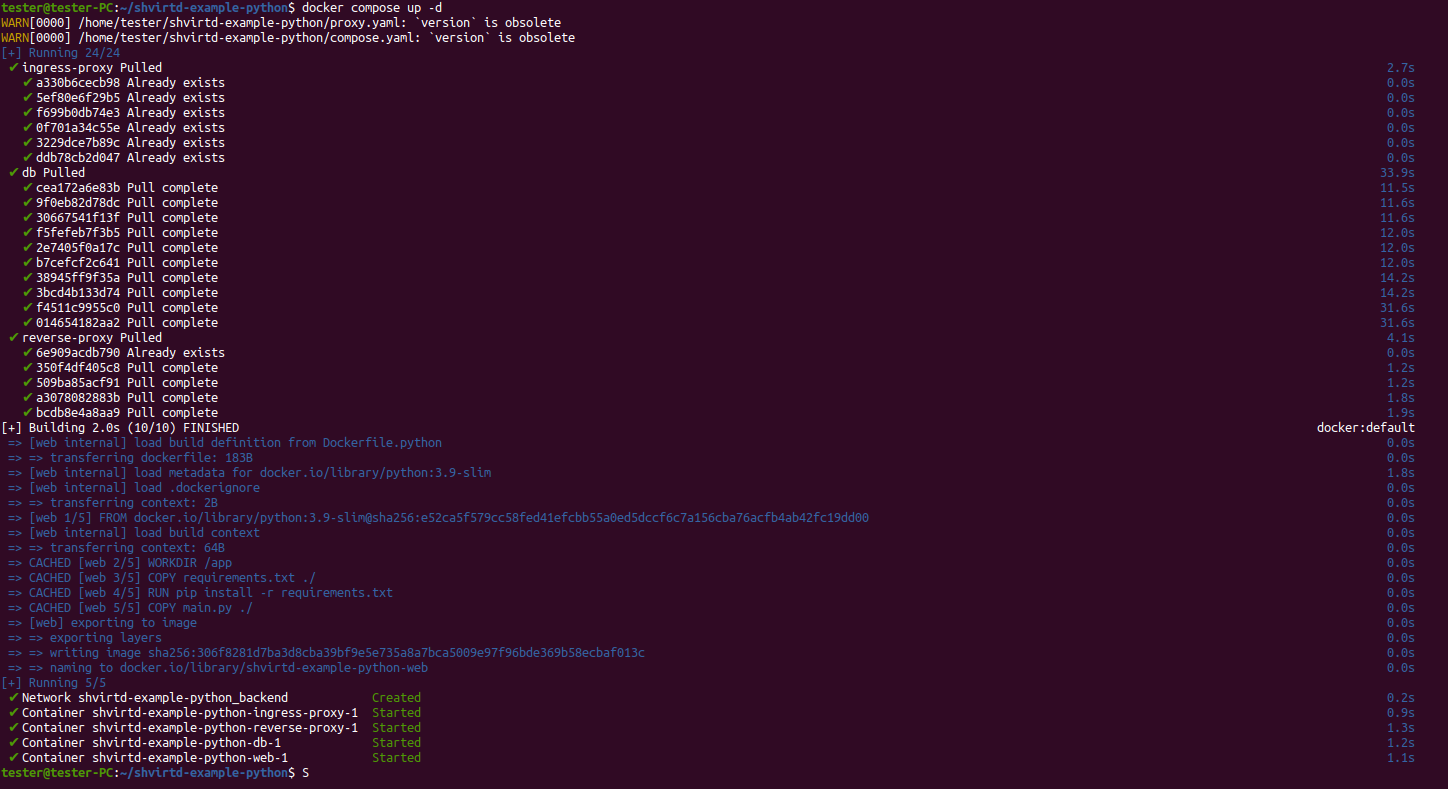 tester@tester-PC:~/shvirtd-example-python$ docker compose up -d
WARN[0000] /home/tester/shvirtd-example-python/proxy.yaml: `version` is obsolete
WARN[0000] /home/tester/shvirtd-example-python/compose.yaml: `version` is obsolete
[+] Running 24/24
✔ ingress-proxy Pulled 2.7s
✔ a330b6cecb98 Already exists 0.0s
✔ 5ef80e6f29b5 Already exists 0.0s
✔ f699b0db74e3 Already exists 0.0s
✔ 0f701a34c55e Already exists 0.0s
✔ 3229dce7b89c Already exists 0.0s
✔ ddb78cb2d047 Already exists 0.0s
✔ db Pulled 33.9s
✔ cea172a6e83b Pull complete 11.5s
✔ 9f0eb82d78dc Pull complete 11.6s
✔ 30667541f13f Pull complete 11.6s
✔ f5fefeb7f3b5 Pull complete 12.0s
✔ 2e7405f0a17c Pull complete 12.0s
✔ b7cefcf2c641 Pull complete 12.0s
✔ 38945ff9f35a Pull complete 14.2s
✔ 3bcd4b133d74 Pull complete 14.2s
✔ f4511c9955c0 Pull complete 31.6s
✔ 014654182aa2 Pull complete 31.6s
✔ reverse-proxy Pulled 4.1s
✔ 6e909acdb790 Already exists 0.0s
✔ 350f4df405c8 Pull complete 1.2s
✔ 509ba85acf91 Pull complete 1.2s
✔ a3078082883b Pull complete 1.8s
✔ bcdb8e4a8aa9 Pull complete 1.9s
[+] Building 2.0s (10/10) FINISHED docker:default
=> [web internal] load build definition from Dockerfile.python 0.0s
=> => transferring dockerfile: 183B 0.0s
=> [web internal] load metadata for docker.io/library/python:3.9-slim 1.8s
=> [web internal] load .dockerignore 0.0s
=> => transferring context: 2B 0.0s
=> [web 1/5] FROM docker.io/library/python:3.9-slim@sha256:e52ca5f579cc58fed41efcbb55a0ed5dccf6c7a156cba76acfb4ab42fc19dd00 0.0s
=> [web internal] load build context 0.0s
=> => transferring context: 64B 0.0s
=> CACHED [web 2/5] WORKDIR /app 0.0s
=> CACHED [web 3/5] COPY requirements.txt ./ 0.0s
=> CACHED [web 4/5] RUN pip install -r requirements.txt 0.0s
=> CACHED [web 5/5] COPY main.py ./ 0.0s
=> [web] exporting to image 0.0s
=> => exporting layers 0.0s
=> => writing image sha256:306f8281d7ba3d8cba39bf9e5e735a8a7bca5009e97f96bde369b58ecbaf013c 0.0s
=> => naming to docker.io/library/shvirtd-example-python-web 0.0s
[+] Running 5/5
✔ Network shvirtd-example-python_backend Created 0.2s
✔ Container shvirtd-example-python-ingress-proxy-1 Started 0.9s
✔ Container shvirtd-example-python-reverse-proxy-1 Started 1.3s
✔ Container shvirtd-example-python-db-1 Started 1.2s
✔ Container shvirtd-example-python-web-1 Started 1.1s
tester@tester-PC:~/shvirtd-example-python$ S